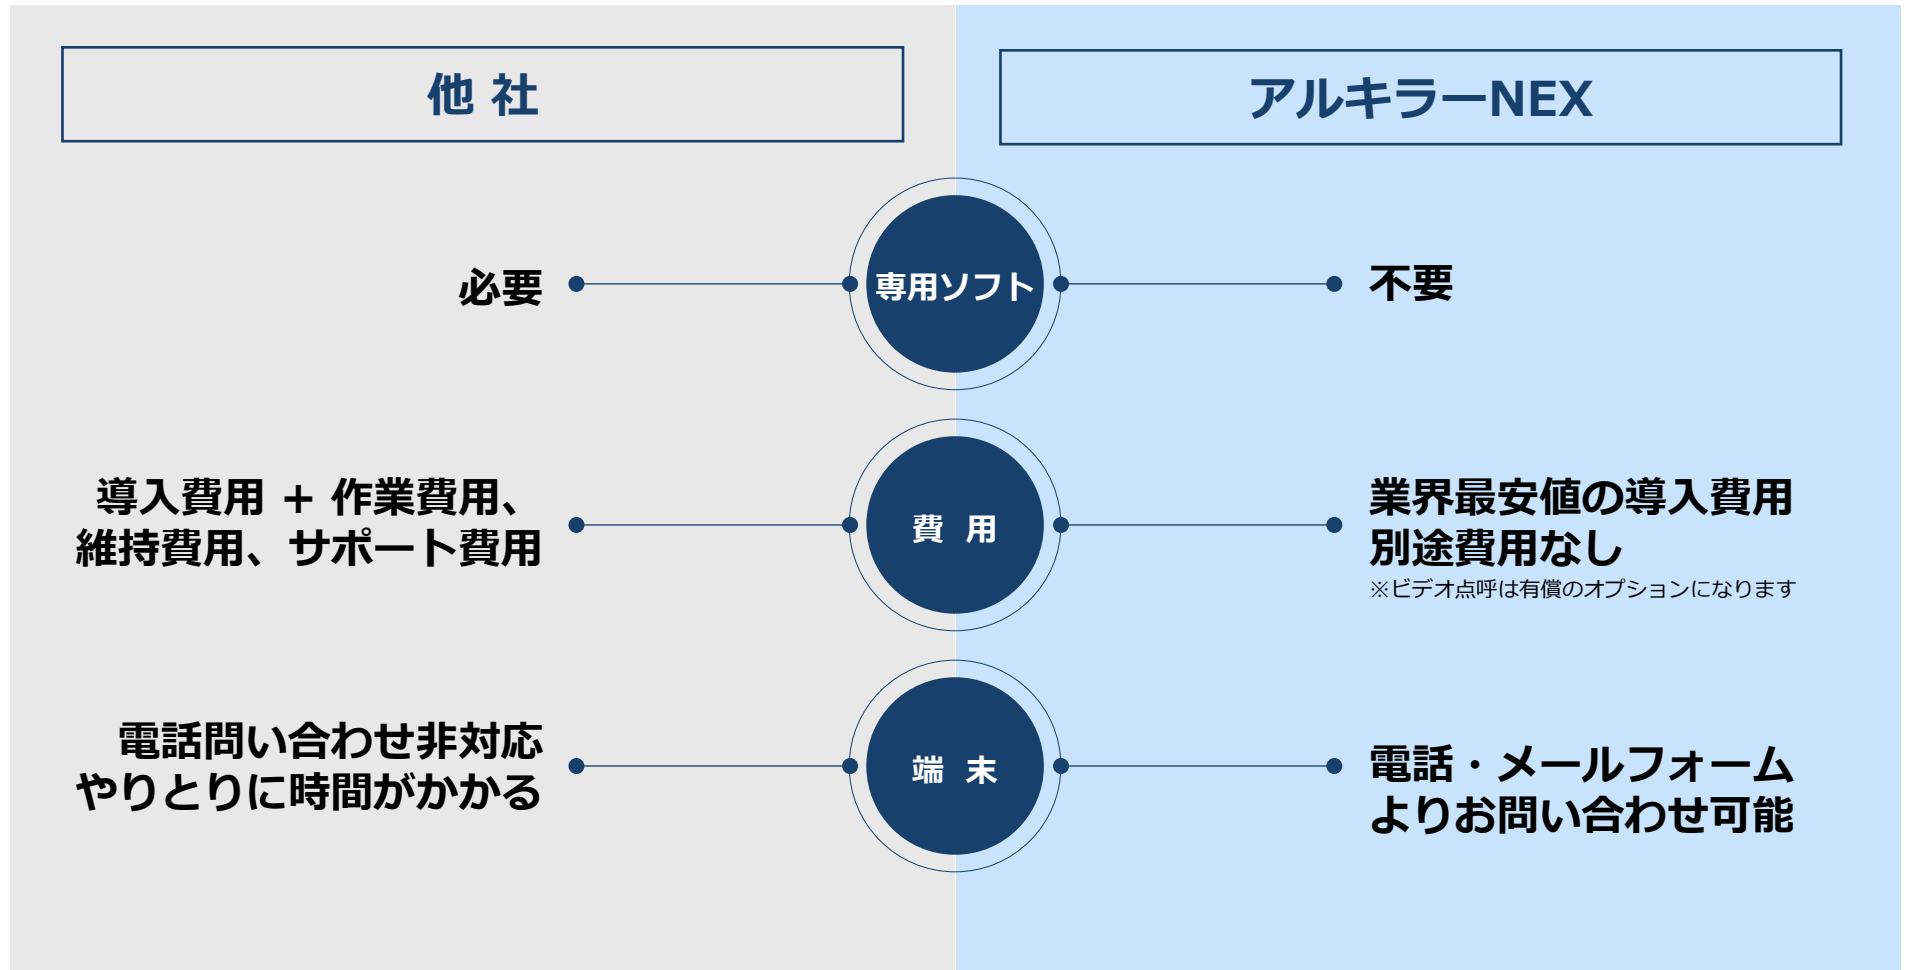 他 社
アルキラーNEX
必要
専用ソフト
不要
導入費用 + 作業費用、
維持費用、サポート費用
費 用
業界最安値の導入費用
別途費用なし
※ビデオ点呼は有償のオプションになります
電話問い合わせ非対応
やりとりに時間がかかる
端 末
電話・メールフォーム
よりお問い合わせ可能